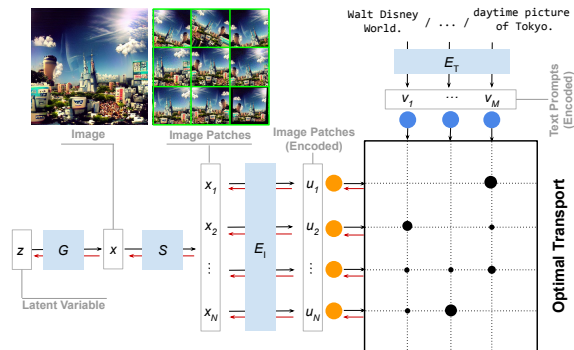 Walt Disney World. / ... / daytime picture of Tokyo.
E_T
v_1 ... v_M
Text Prompts (Encoded)
Image
Image Patches
Image Patches (Encoded)
x_1
u_1
x_2
u_2
z
G
x
S
⋮
E_I
⋮
x_N
u_N
Latent Variable
Optimal Transport